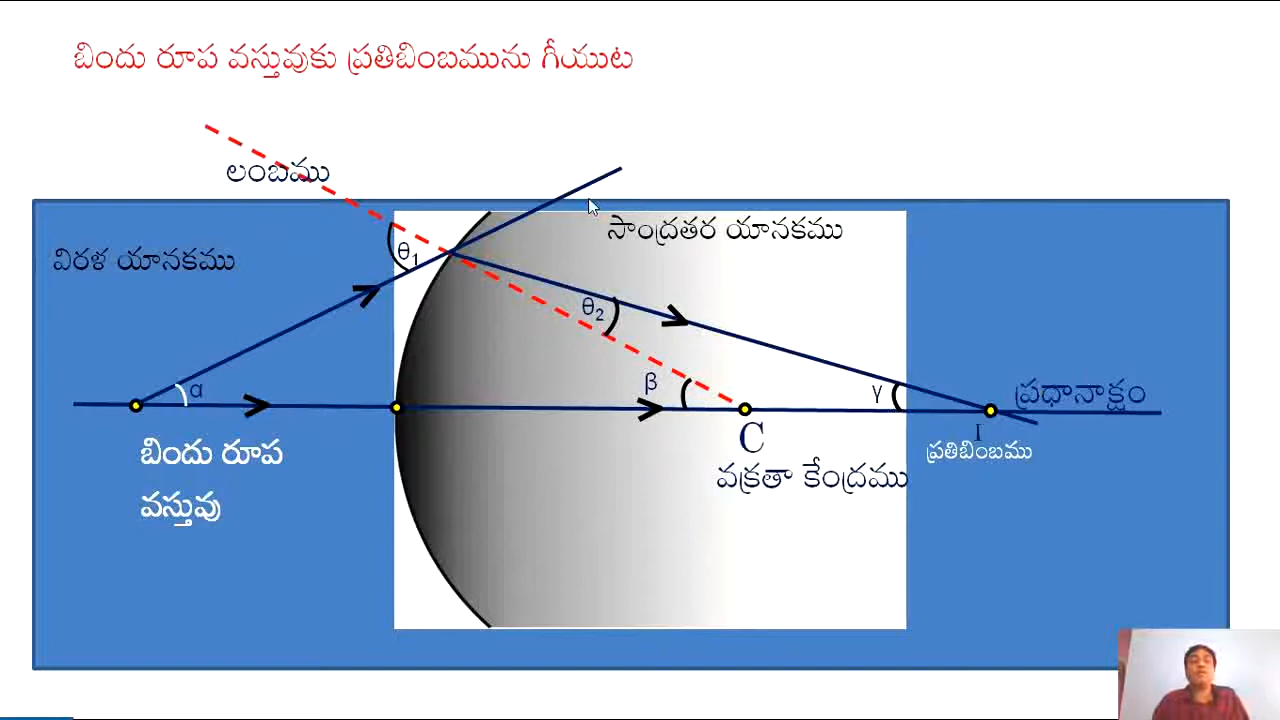 బిందు రూప వస్తువుకు ప్రతిబింబమును గీయుట
లంబము
సాంద్రతర యానకము
విరళ యానకము
θ1
θ2
α
β
γ
ప్రధానాక్షం
C
I
బిందు రూప
వస్తువు
ప్రతిబింబము
వక్రతా కేంద్రము